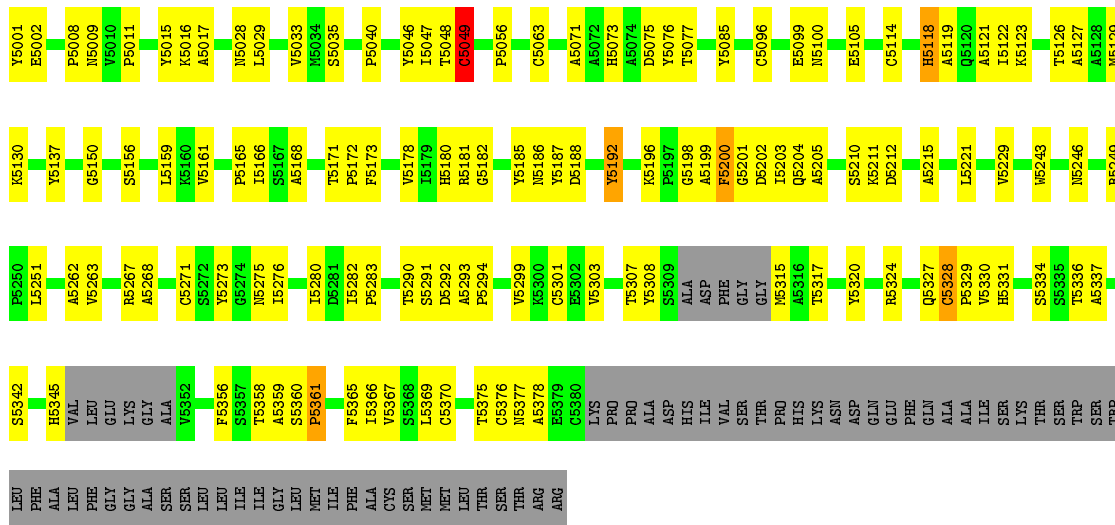 Y5001 E5002 P5008 N5009 V5010 P5011 Y5015 K5016 A5017 N5028 L5029 V5033 M5034 S5035 P5040 Y5046 I5047 T5048 C5049 P5056 C5063 A5071 A5072 H5073 A5074 D5075 Y5076 T5077 Y5085 C5096 E5099 N5100 E5105 C5114 H5118 A5119 Q5120 A5121 I5122 K5123 T5126 A5127 A5128 M5129
K5130 Y5137 G5150 S5156 L5159 K5160 V5161 P5165 I5166 S5167 A5168 T5171 P5172 F5173 V5178 I5179 H5180 R5181 G5182 Y5185 N5186 Y5187 D5188 Y5192 K5196 P5197 G5198 A5199 F5200 G5201 D5202 I5203 Q5204 A5205 S5210 K5211 D5212 A5215 L5221 V5229 W5243 N5246 R5249
P5250 L5251 A5262 V5263 R5267 A5268 C5271 S5272 Y5273 G5274 N5275 I5276 I5280 D5281 I5282 P5283 T5290 S5291 D5292 A5293 P5294 V5299 K5300 C5301 E5302 V5303 T5307 Y5308 S5309 ALA ASP PHE GLY GLY M5315 A5316 T5317 Y5320 R5324 Q5327 C5328 P5329 V5330 H5331 S5334 S5335 T5336 A5337
S5342 H5345 VAL LEU GLU LYS GLY ALA V5352 F5356 S5357 T5358 A5359 S5360 P5361 F5365 I5366 V5367 S5368 L5369 C5370 T5375 C5376 N5377 A5378 E5379 C5380 LYS PRO PRO ALA ASP HIS ILE VAL SER THR PRO HIS LYS ASN ASP GLN GLU PHE GLN ALA ALA ILE SER LYS THR SER TRP SER TRP
LEU PHE ALA LEU PHE GLY GLY ALA SER SER LEU LEU ILE ILE GLY LEU MET ILE PHE ALA CYS SER MET MET LEU THR SER THR ARG ARG